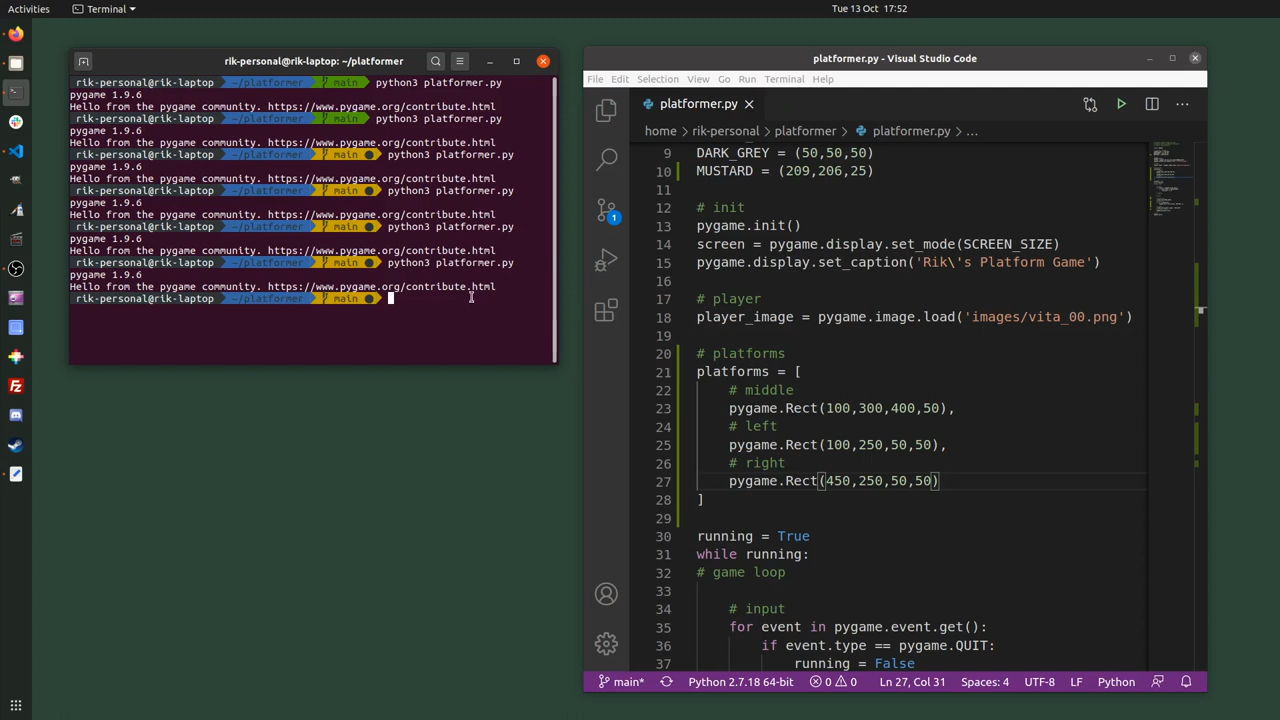 Activities
Terminal
Tue 13 Oct 17:52
rik-personal@rik-laptop: ~/platformer
rik-personal@rik-laptop ~/platformer main python3 platformer.py
pygame 1.9.6
Hello from the pygame community. https://www.pygame.org/contribute.html
rik-personal@rik-laptop ~/platformer main python3 platformer.py
pygame 1.9.6
Hello from the pygame community. https://www.pygame.org/contribute.html
rik-personal@rik-laptop ~/platformer main ● python3 platformer.py
pygame 1.9.6
Hello from the pygame community. https://www.pygame.org/contribute.html
rik-personal@rik-laptop ~/platformer main ● python3 platformer.py
pygame 1.9.6
Hello from the pygame community. https://www.pygame.org/contribute.html
rik-personal@rik-laptop ~/platformer main ● python3 platformer.py
pygame 1.9.6
Hello from the pygame community. https://www.pygame.org/contribute.html
rik-personal@rik-laptop ~/platformer main ● python3 platformer.py
pygame 1.9.6
Hello from the pygame community. https://www.pygame.org/contribute.html
rik-personal@rik-laptop ~/platformer main ●
platformer.py - Visual Studio Code
File Edit Selection View Go Run Terminal Help
platformer.py
home > rik-personal > platformer > platformer.py > ...
9 DARK_GREY = (50,50,50)
10 MUSTARD = (209,206,25)
11
12 # init
13 pygame.init()
14 screen = pygame.display.set_mode(SCREEN_SIZE)
15 pygame.display.set_caption('Rik\'s Platform Game')
16
17 # player
18 player_image = pygame.image.load('images/vita_00.png')
19
20 # platforms
21 platforms = [
22 # middle
23 pygame.Rect(100,300,400,50),
24 # left
25 pygame.Rect(100,250,50,50),
26 # right
27 pygame.Rect(450,250,50,50)
28 ]
29
30 running = True
31 while running:
32 # game loop
33
34 # input
35 for event in pygame.event.get():
36 if event.type == pygame.QUIT:
37 running = False
1
main* Python 2.7.18 64-bit 0 0 Ln 27, Col 31 Spaces: 4 UTF-8 LF Python